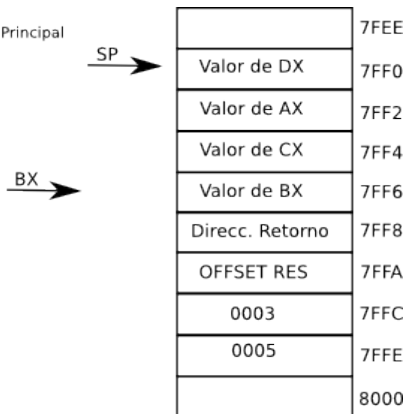 7FEE
Principal
SP
Valor de DX 7FF0
Valor de AX 7FF2
Valor de CX 7FF4
BX
Valor de BX 7FF6
Direcc. Retorno 7FF8
OFFSET RES 7FFA
0003 7FFC
0005 7FFE
8000